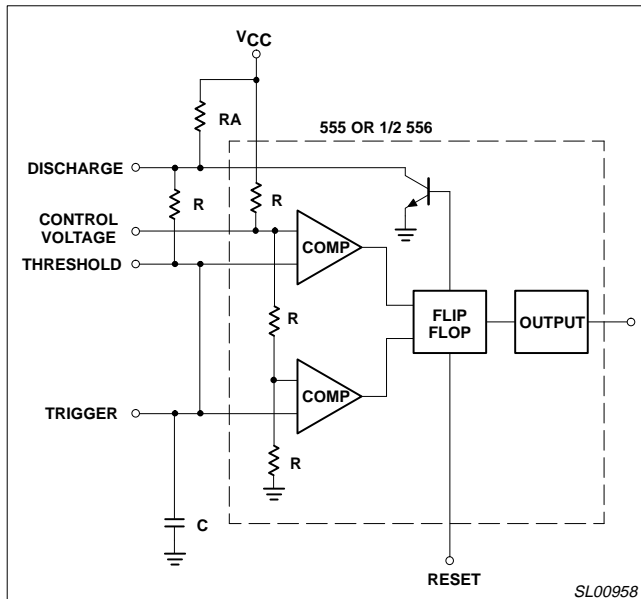 VCC
RA
555 OR 1/2 556
DISCHARGE
R
R
CONTROL
VOLTAGE
COMP
THRESHOLD
R
FLIP
FLOP
OUTPUT
COMP
TRIGGER
R
C
RESET
SL00958